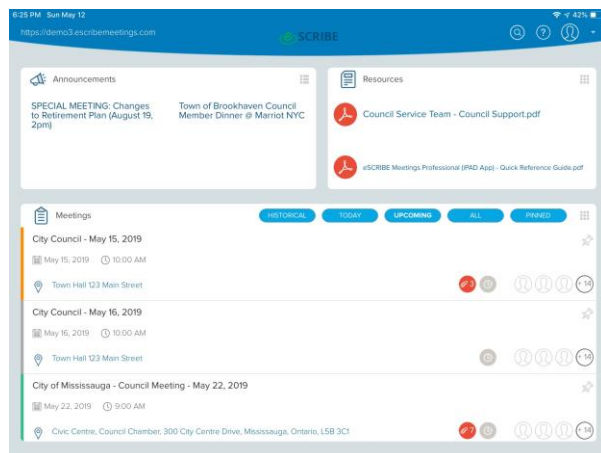 6:25 PM Sun May 12
42%
https://demo3.escribemeetings.com
eSCRIBE
Announcements
SPECIAL MEETING: Changes
to Retirement Plan (August 19,
2pm)
Town of Brookhaven Council
Member Dinner @ Marriot NYC
Resources
Council Service Team - Council Support.pdf
eSCRIBE Meetings Professional (IPAD App) - Quick Reference Guide.pdf
Meetings
HISTORICAL
TODAY
UPCOMING
ALL
PINNED
City Council - May 15, 2019
May 15, 2019
10:00 AM
Town Hall 123 Main Street
3
+ 14
City Council - May 16, 2019
May 16, 2019
10:00 AM
Town Hall 123 Main Street
+ 14
City of Mississauga - Council Meeting - May 22, 2019
May 22, 2019
9:00 AM
Civic Centre, Council Chamber, 300 City Centre Drive, Mississauga, Ontario, L5B 3C1
7
+ 14